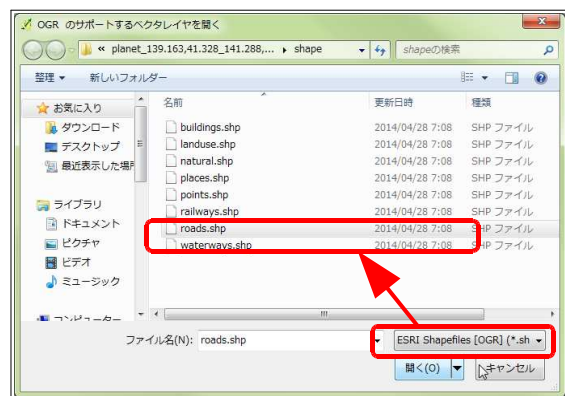 OGR のサポートするベクタレイヤを開く
« planet_139.163,41.328_141.288,... ▸ shape
shapeの検索
整理 ▼ 新しいフォルダー
お気に入り
ダウンロード
デスクトップ
最近表示した場所
ライブラリ
ドキュメント
ピクチャ
ビデオ
ミュージック
コンピューター
名前 更新日時 種類
buildings.shp 2014/04/28 7:08 SHP ファイル
landuse.shp 2014/04/28 7:08 SHP ファイル
natural.shp 2014/04/28 7:08 SHP ファイル
places.shp 2014/04/28 7:08 SHP ファイル
points.shp 2014/04/28 7:08 SHP ファイル
railways.shp 2014/04/28 7:08 SHP ファイル
roads.shp 2014/04/28 7:08 SHP ファイル
waterways.shp 2014/04/28 7:08 SHP ファイル
ファイル名(N): roads.shp
ESRI Shapefiles [OGR] (*.sh
開く(O) キャンセル